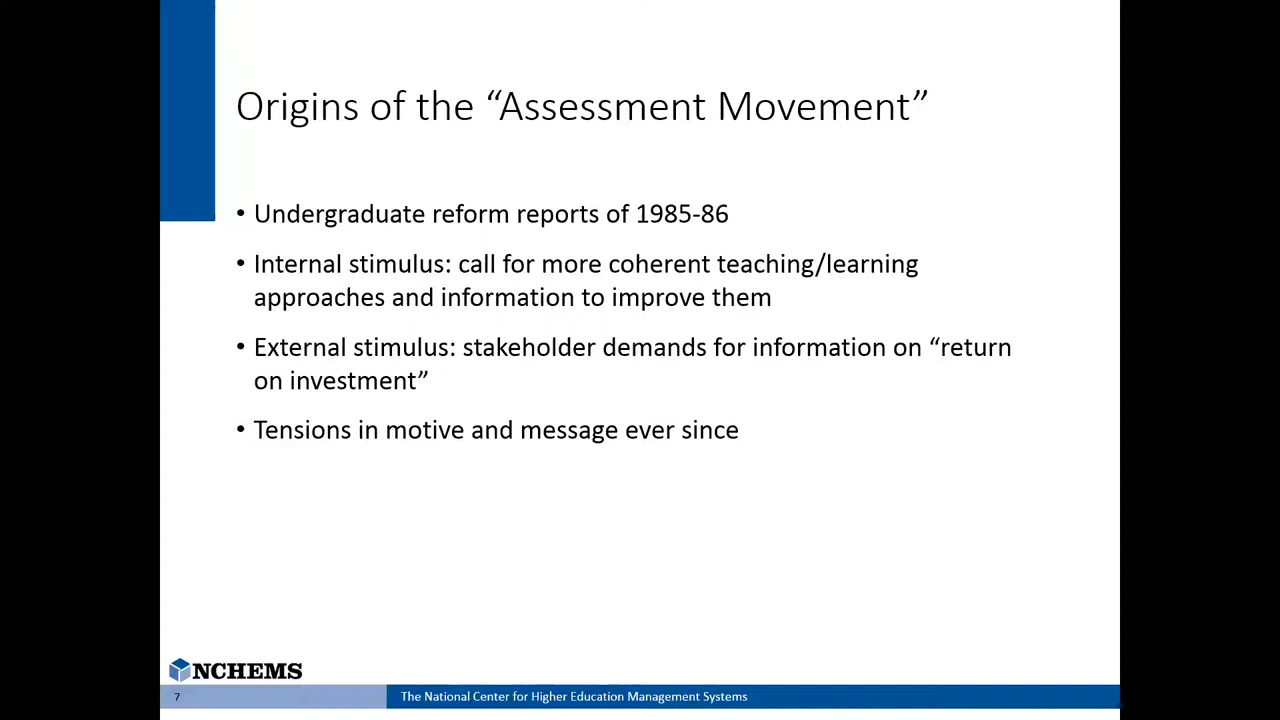 Origins of the “Assessment Movement”
• Undergraduate reform reports of 1985-86
• Internal stimulus: call for more coherent teaching/learning
approaches and information to improve them
• External stimulus: stakeholder demands for information on “return
on investment”
• Tensions in motive and message ever since
NCHEMS
7
The National Center for Higher Education Management Systems